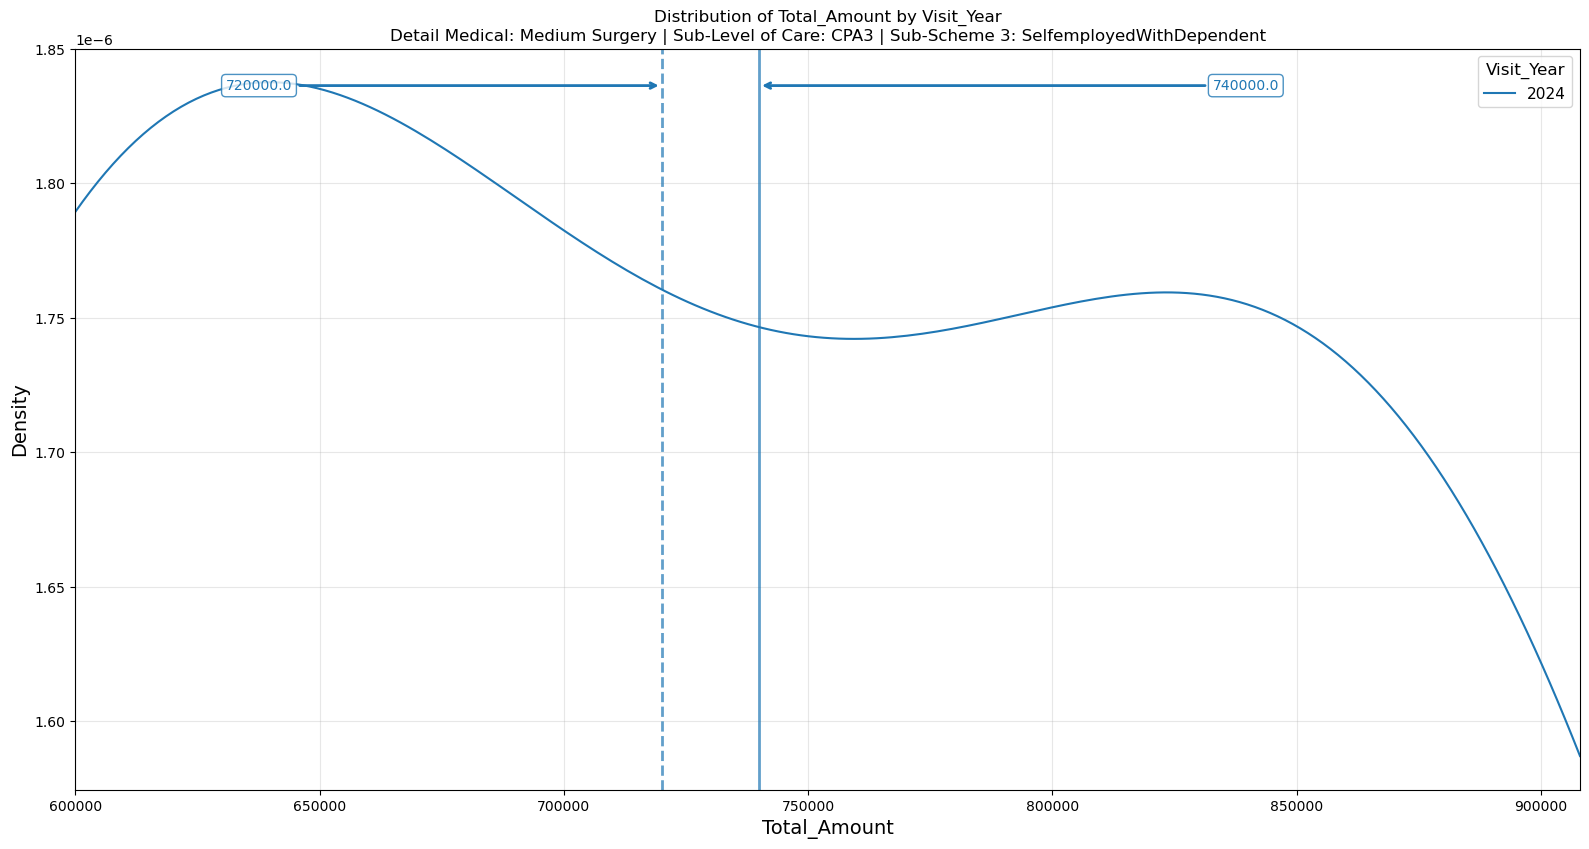 Distribution of Total_Amount by Visit_Year
Detail Medical: Medium Surgery | Sub-Level of Care: CPA3 | Sub-Scheme 3: SelfemployedWithDependent
1e−6
1.85
1.80
1.75
1.70
1.65
1.60
Density
720000.0
740000.0
Visit_Year
2024
600000
650000
700000
750000
800000
850000
900000
Total_Amount